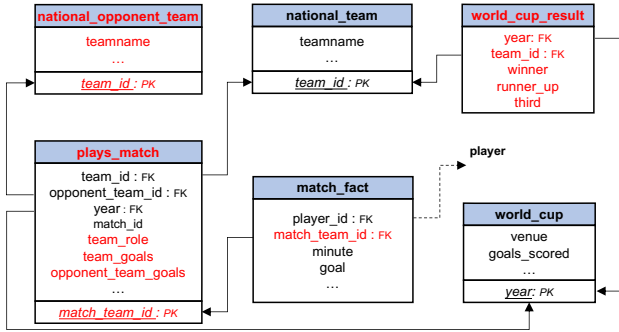 national_opponent_team
teamname
...
team_id : PK
national_team
teamname
...
team_id : PK
world_cup_result
year: FK
team_id : FK
winner
runner_up
third
plays_match
team_id : FK
opponent_team_id : FK
year : FK
match_id
team_role
team_goals
opponent_team_goals
...
match_team_id : PK
match_fact
player_id : FK
match_team_id : FK
minute
goal
...
player
world_cup
venue
goals_scored
...
year: PK